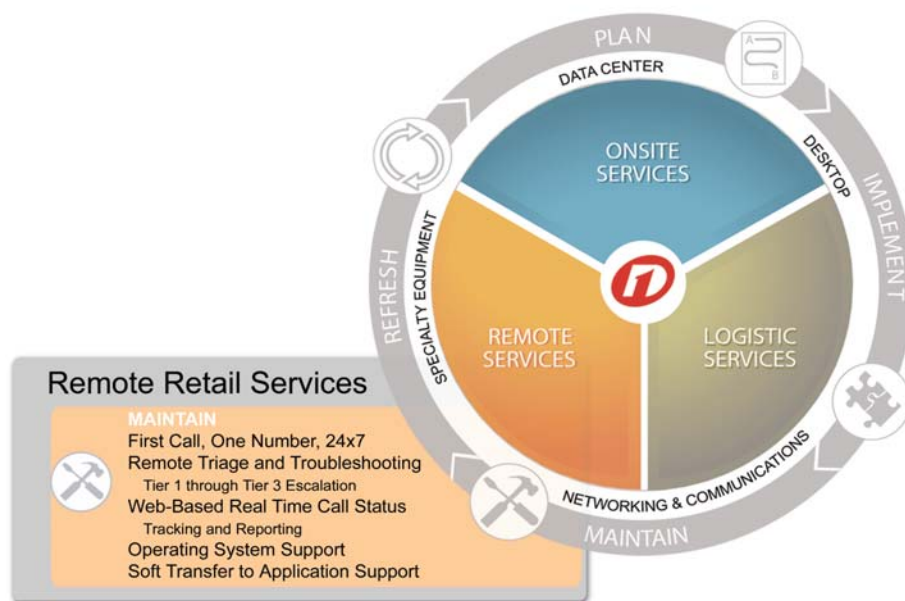 PLAN
A
B
DATA CENTER
ONSITE
SERVICES
DESKTOP
IMPLEMENT
REFRESH
SPECIALTY EQUIPMENT
REMOTE
SERVICES
LOGISTIC
SERVICES
NETWORKING & COMMUNICATIONS
MAINTAIN
Remote Retail Services
MAINTAIN
First Call, One Number, 24x7
Remote Triage and Troubleshooting
Tier 1 through Tier 3 Escalation
Web-Based Real Time Call Status
Tracking and Reporting
Operating System Support
Soft Transfer to Application Support